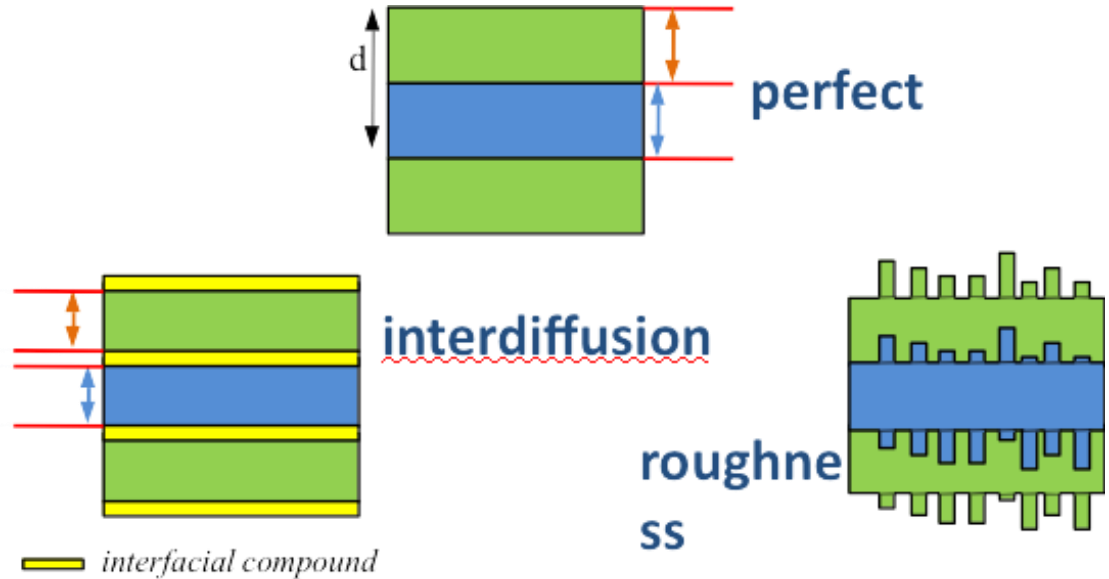 d
perfect
interdiffusion
roughne
ss
interfacial compound